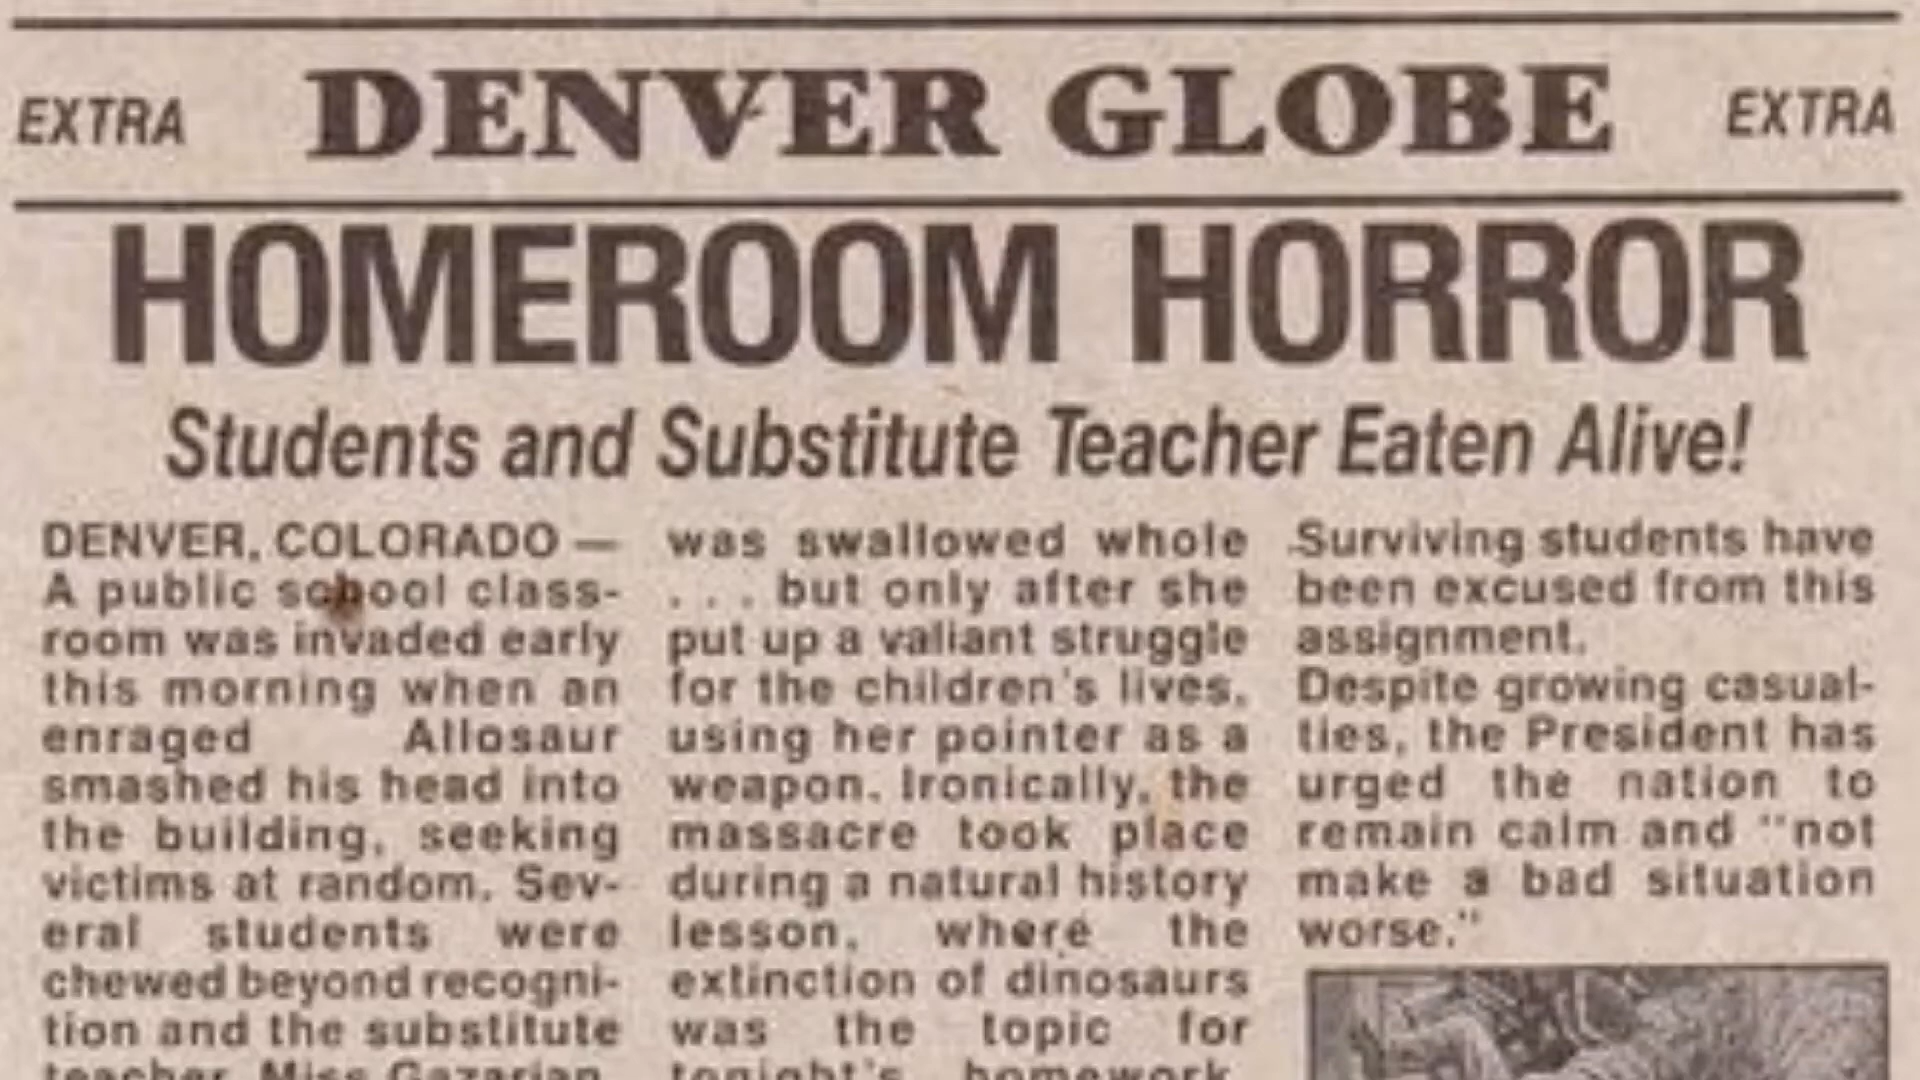 EXTRA DENVER GLOBE EXTRA
HOMEROOM HORROR
Students and Substitute Teacher Eaten Alive!
DENVER, COLORADO —
A public school class-
room was invaded early
this morning when an
enraged Allosaur
smashed his head into
the building, seeking
victims at random. Sev-
eral students were
chewed beyond recogni-
tion and the substitute
teacher, Miss Gazarian,
was swallowed whole
. . . but only after she
put up a valiant struggle
for the children's lives,
using her pointer as a
weapon. Ironically, the
massacre took place
during a natural history
lesson, where the
extinction of dinosaurs
was the topic for
tonight's homework.
Surviving students have
been excused from this
assignment.
Despite growing casual-
ties, the President has
urged the nation to
remain calm and "not
make a bad situation
worse."